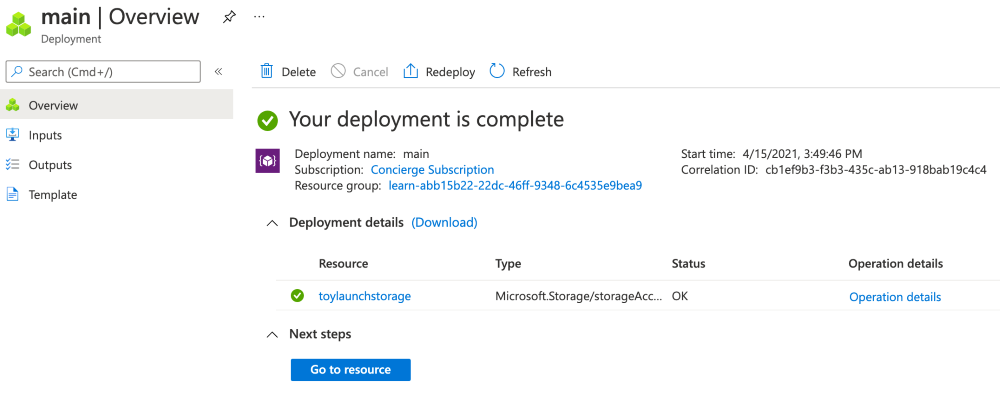 main | Overview ...
Deployment
Search (Cmd+/) «
Overview
Inputs
Outputs
Template
Delete Cancel Redeploy Refresh
Your deployment is complete
Deployment name: main Start time: 4/15/2021, 3:49:46 PM
Subscription: Concierge Subscription Correlation ID: cb1ef9b3-f3b3-435c-ab13-918bab19c4c4
Resource group: learn-abb15b22-22dc-46ff-9348-6c4535e9bea9
Deployment details (Download)
Resource Type Status Operation details
toylaunchstorage Microsoft.Storage/storageAcc... OK Operation details
Next steps
Go to resource